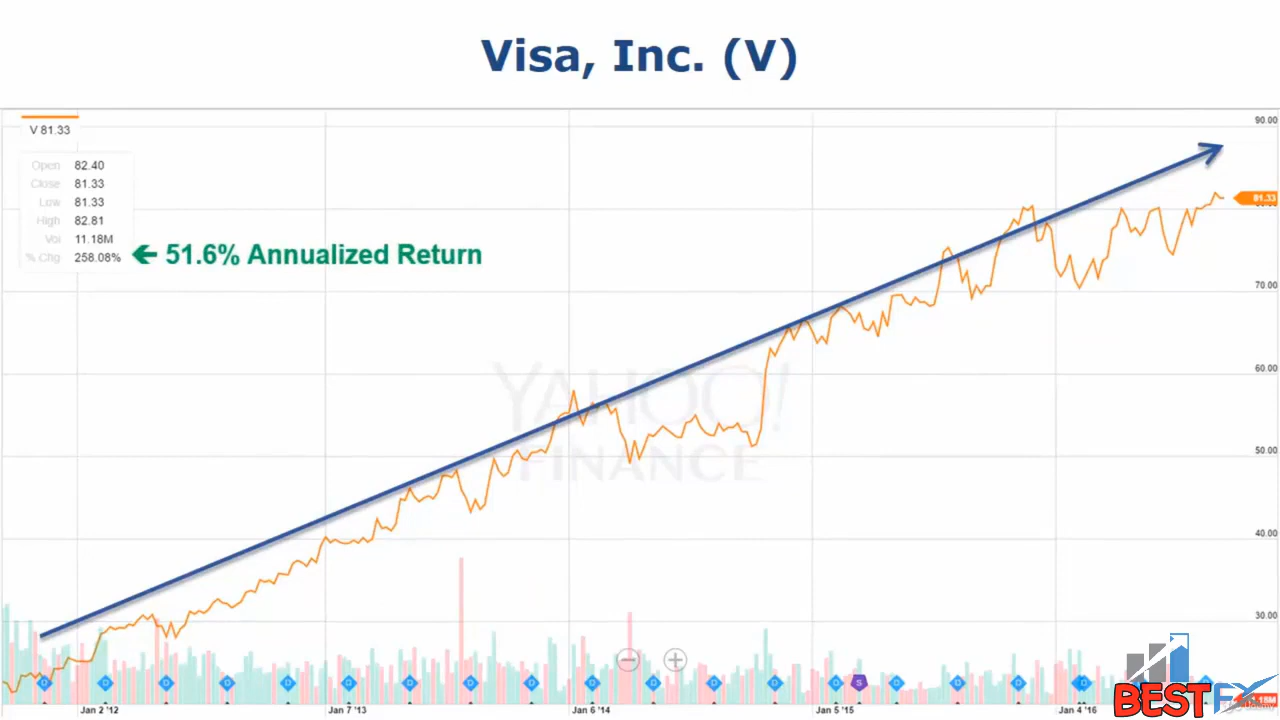 Visa, Inc. (V)
V 81.33
Open 82.40
Close 81.33
Low 81.33
High 82.81
Vol 11.18M
% Chg 258.08%
51.6% Annualized Return
90.00
81.33
70.00
60.00
50.00
40.00
30.00
YAHOO!
FINANCE
D D D D D D D D D D D D D D S D D D D D
Jan 2 '12 Jan 7 '13 Jan 6 '14 Jan 5 '15 Jan 4 '16
BESTFX